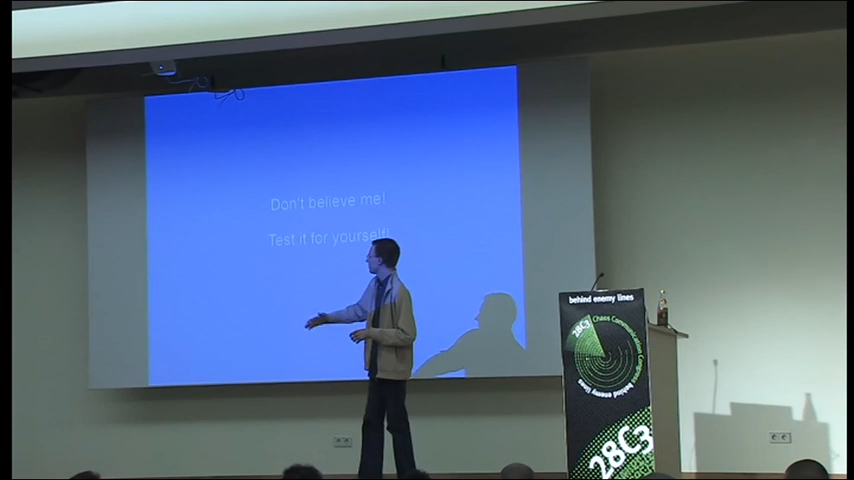 Don't believe me!
Test it for yourself!
behind enemy lines
28C3 Chaos Communication Congress
behind enemy lines
28C3